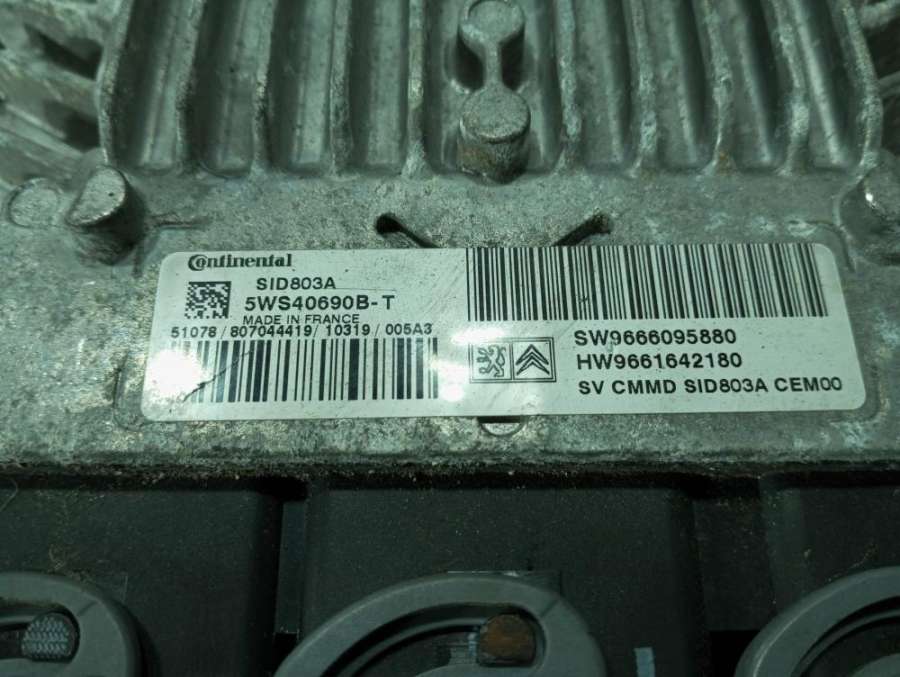 Continental
SID803A
5WS40690B-T
MADE IN FRANCE
51078/807044419/10319/005A3
SW9666095880
HW9661642180
SV CMMD SID803A CEM00